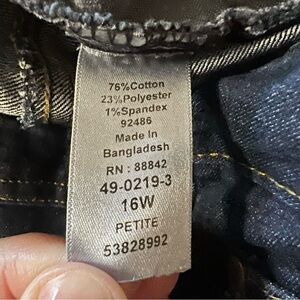 76%Cotton
23%Polyester
1%Spandex
92486
Made In
Bangladesh
RN : 88842
49-0219-3
16W
PETITE
53828992